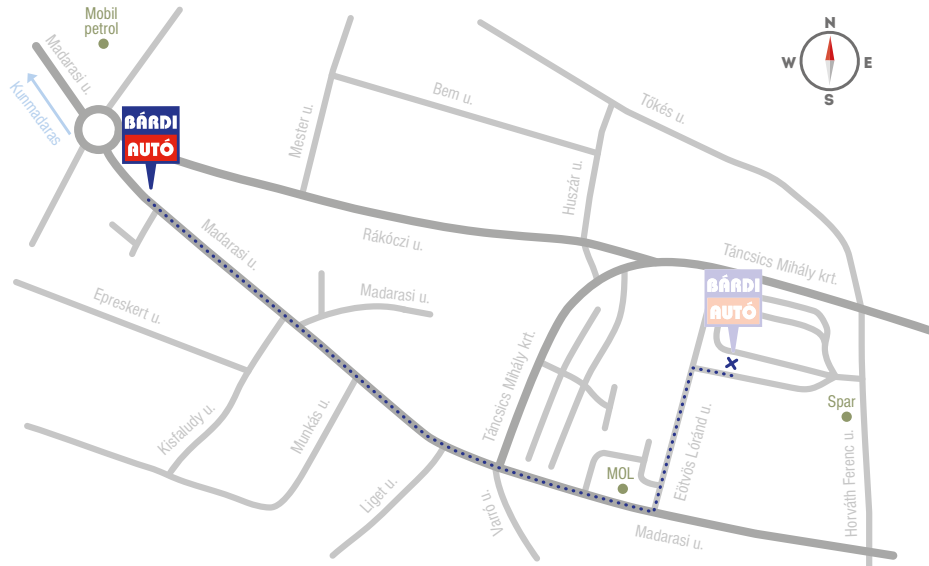 Mobil
petrol
N
W
E
S
Madarasi u.
Kunmadaras
BÁRDI
AUTÓ
Mester u.
Bem u.
Tőkés u.
Huszár u.
Madarasi u.
Rákóczi u.
Táncsics Mihály krt.
BÁRDI
AUTÓ
Epreskert u.
Madarasi u.
Táncsics Mihály krt.
Kisfaludy u.
Munkás u.
Eötvös Lóránd u.
Spar
Horváth Ferenc u.
MOL
Liget u.
Varró u.
Madarasi u.